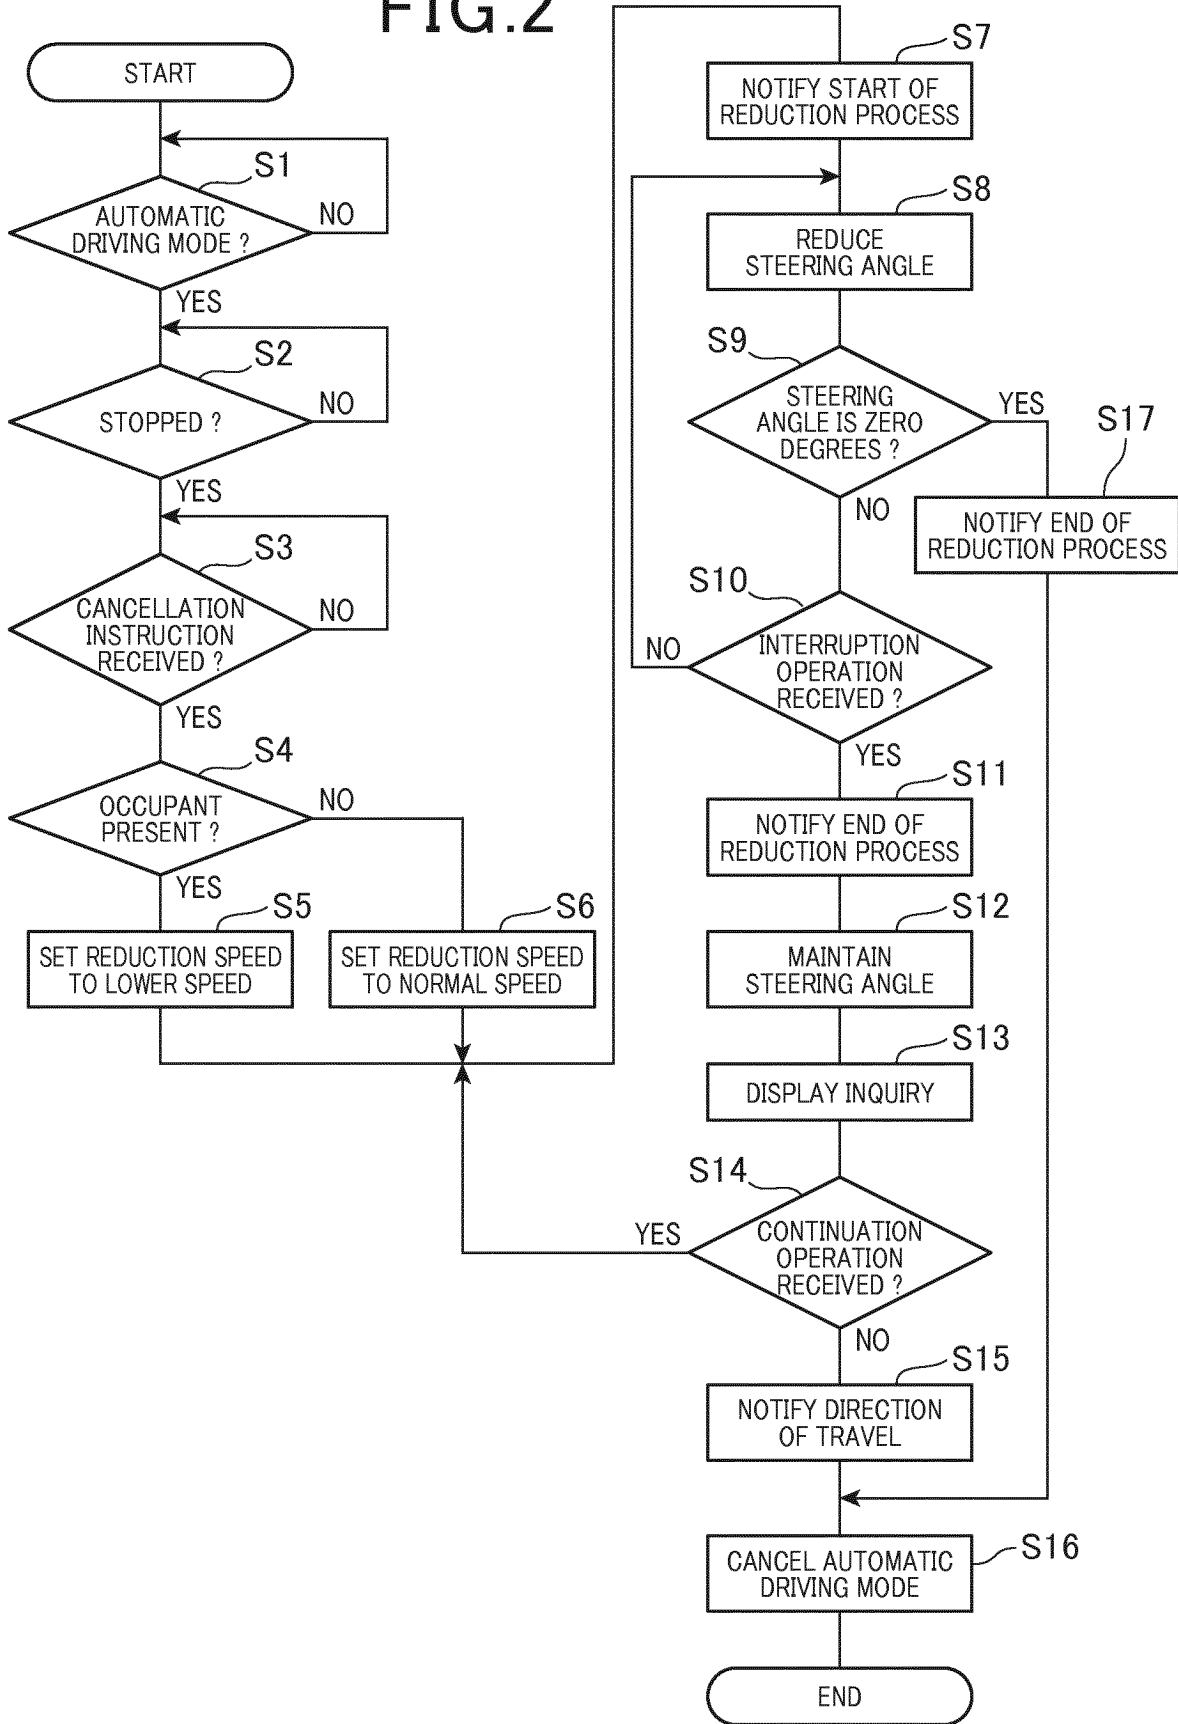 FIG.2
START
S1
AUTOMATIC
DRIVING MODE ?
NO
YES
S2
STOPPED ?
NO
YES
S3
CANCELLATION
INSTRUCTION
RECEIVED ?
NO
YES
S4
OCCUPANT
PRESENT ?
NO
YES
S5
SET REDUCTION SPEED
TO LOWER SPEED
S6
SET REDUCTION SPEED
TO NORMAL SPEED
S7
NOTIFY START OF
REDUCTION PROCESS
S8
REDUCE
STEERING ANGLE
S9
STEERING
ANGLE IS ZERO
DEGREES ?
YES
NO
S17
NOTIFY END OF
REDUCTION PROCESS
S10
INTERRUPTION
OPERATION
RECEIVED ?
NO
YES
S11
NOTIFY END OF
REDUCTION PROCESS
S12
MAINTAIN
STEERING ANGLE
S13
DISPLAY INQUIRY
S14
CONTINUATION
OPERATION
RECEIVED ?
YES
NO
S15
NOTIFY DIRECTION
OF TRAVEL
S16
CANCEL AUTOMATIC
DRIVING MODE
END